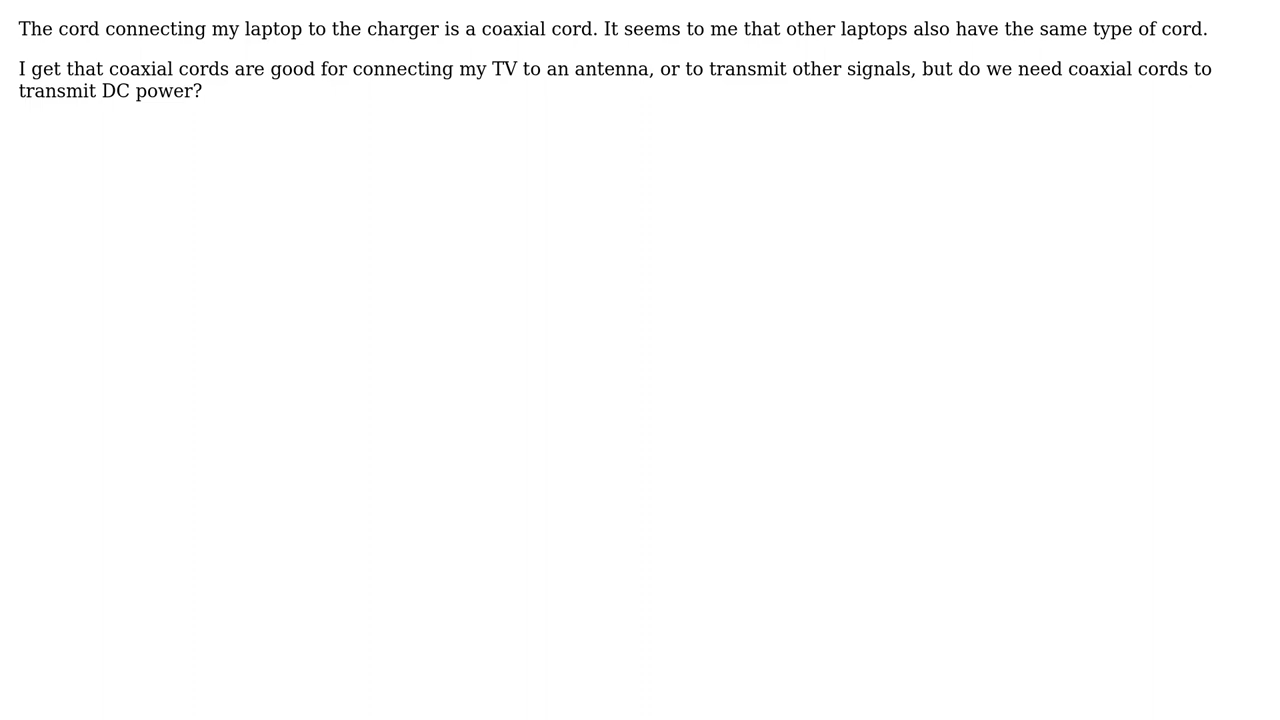 The cord connecting my laptop to the charger is a coaxial cord. It seems to me that other laptops also have the same type of cord.
I get that coaxial cords are good for connecting my TV to an antenna, or to transmit other signals, but do we need coaxial cords to
transmit DC power?